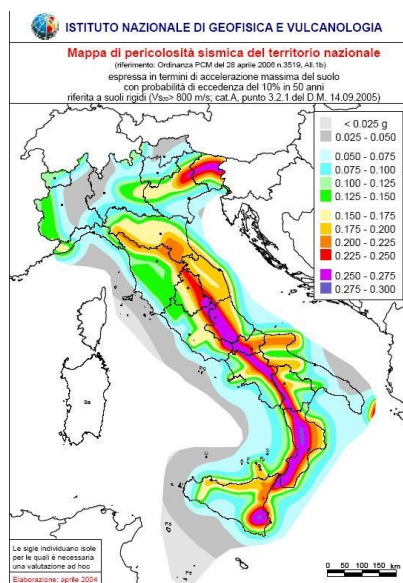 ISTITUTO NAZIONALE DI GEOFISICA E VULCANOLOGIA
Mappa di pericolosità sismica del territorio nazionale
(riferimento: Ordinanza PCM del 28 aprile 2006 n.3519, All.1b)
espressa in termini di accelerazione massima del suolo
con probabilità di eccedenza del 10% in 50 anni
riferita a suoli rigidi (Vs30> 800 m/s; cat.A, punto 3.2.1 del D.M. 14.09.2005)
< 0.025 g
0.025 - 0.050
0.050 - 0.075
0.075 - 0.100
0.100 - 0.125
0.125 - 0.150
0.150 - 0.175
0.175 - 0.200
0.200 - 0.225
0.225 - 0.250
0.250 - 0.275
0.275 - 0.300
Sa
Pa
Pe
Le sigle individuano isole
per le quali è necessaria
una valutazione ad hoc
Elaborazione: aprile 2004
0 50 100 150 km